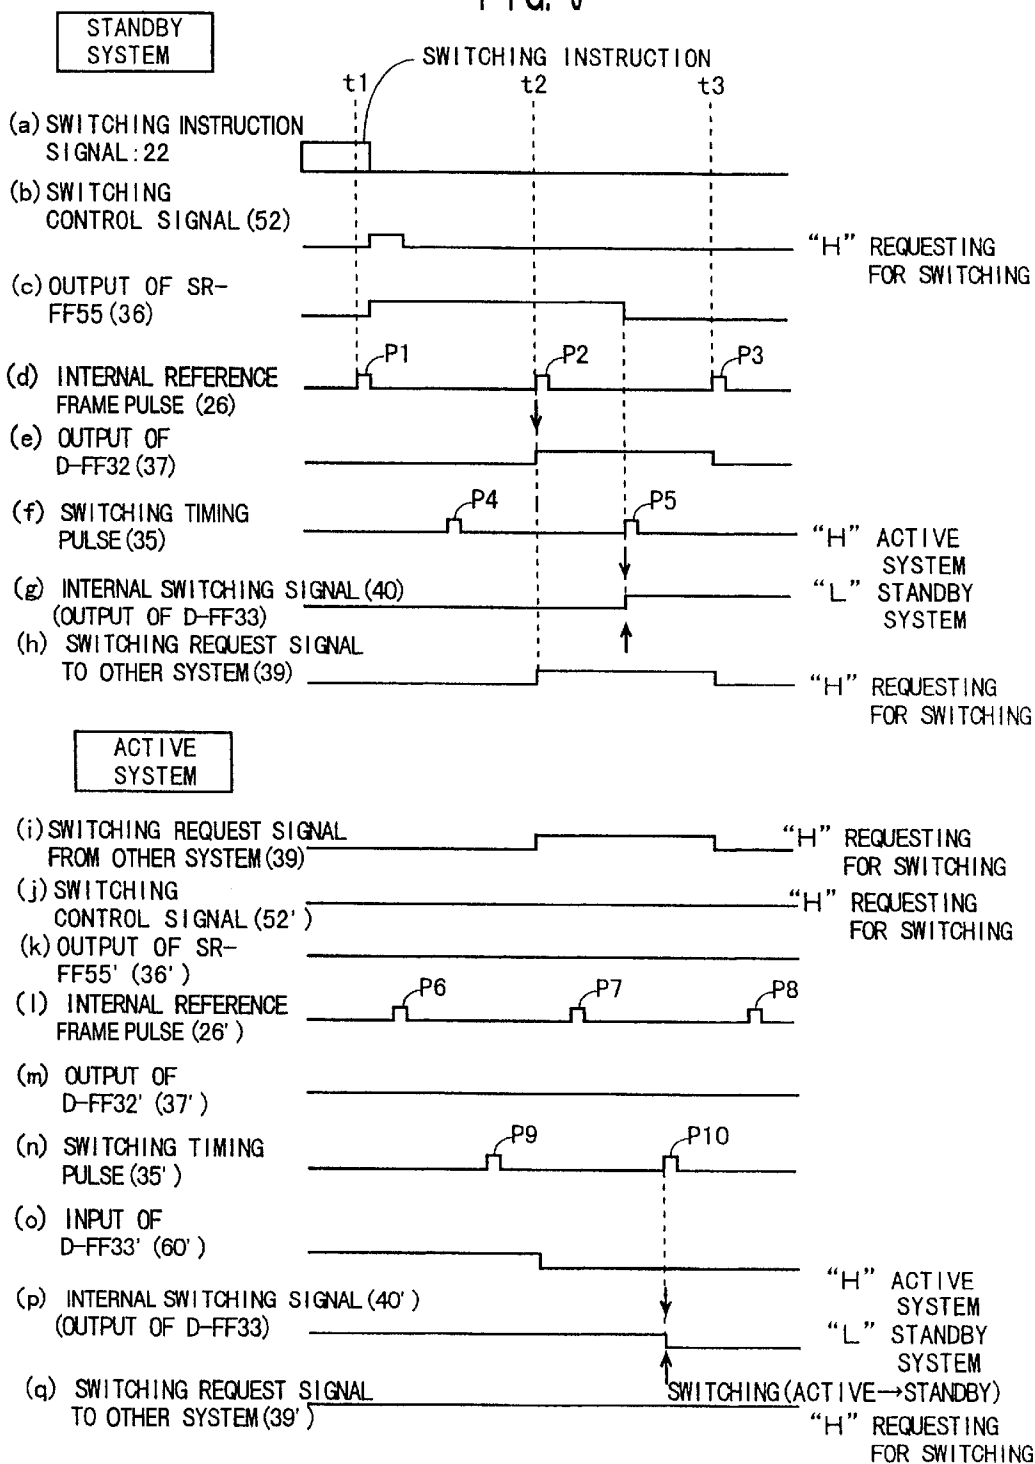 FIG.
STANDBY
SYSTEM
SWITCHING INSTRUCTION
t1 t2 t3
(a) SWITCHING INSTRUCTION
SIGNAL:22
(b) SWITCHING
CONTROL SIGNAL(52)
"H" REQUESTING
FOR SWITCHING
(c) OUTPUT OF SR-
FF55(36)
P1 P2 P3
(d) INTERNAL REFERENCE
FRAME PULSE (26)
(e) OUTPUT OF
D-FF32(37)
P4 P5
(f) SWITCHING TIMING
PULSE(35)
"H" ACTIVE
SYSTEM
(g) INTERNAL SWITCHING SIGNAL(40)
(OUTPUT OF D-FF33)
"L" STANDBY
SYSTEM
(h) SWITCHING REQUEST SIGNAL
TO OTHER SYSTEM(39)
"H" REQUESTING
FOR SWITCHING
ACTIVE
SYSTEM
(i) SWITCHING REQUEST SIGNAL
FROM OTHER SYSTEM(39)
"H" REQUESTING
FOR SWITCHING
(j) SWITCHING
CONTROL SIGNAL(52')
"H" REQUESTING
FOR SWITCHING
(k) OUTPUT OF SR-
FF55' (36')
P6 P7 P8
(l) INTERNAL REFERENCE
FRAME PULSE(26')
(m) OUTPUT OF
D-FF32' (37')
P9 P10
(n) SWITCHING TIMING
PULSE(35')
(o) INPUT OF
D-FF33' (60')
"H" ACTIVE
SYSTEM
(p) INTERNAL SWITCHING SIGNAL(40')
(OUTPUT OF D-FF33)
"L" STANDBY
SYSTEM
SWITCHING(ACTIVE→STANDBY)
(q) SWITCHING REQUEST SIGNAL
TO OTHER SYSTEM(39')
"H" REQUESTING
FOR SWITCHING